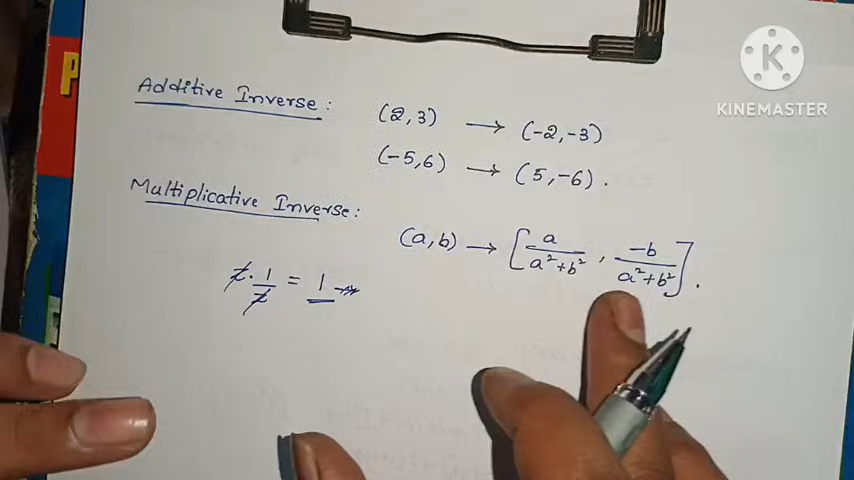 Additive Inverse : (2,3) → (-2,-3)
(-5,6) → (5,-6).
Multiplicative Inverse :
(a,b) → [a/(a²+b²), -b/(a²+b²)].
z · 1/z = 1
K
KINEMASTER
P